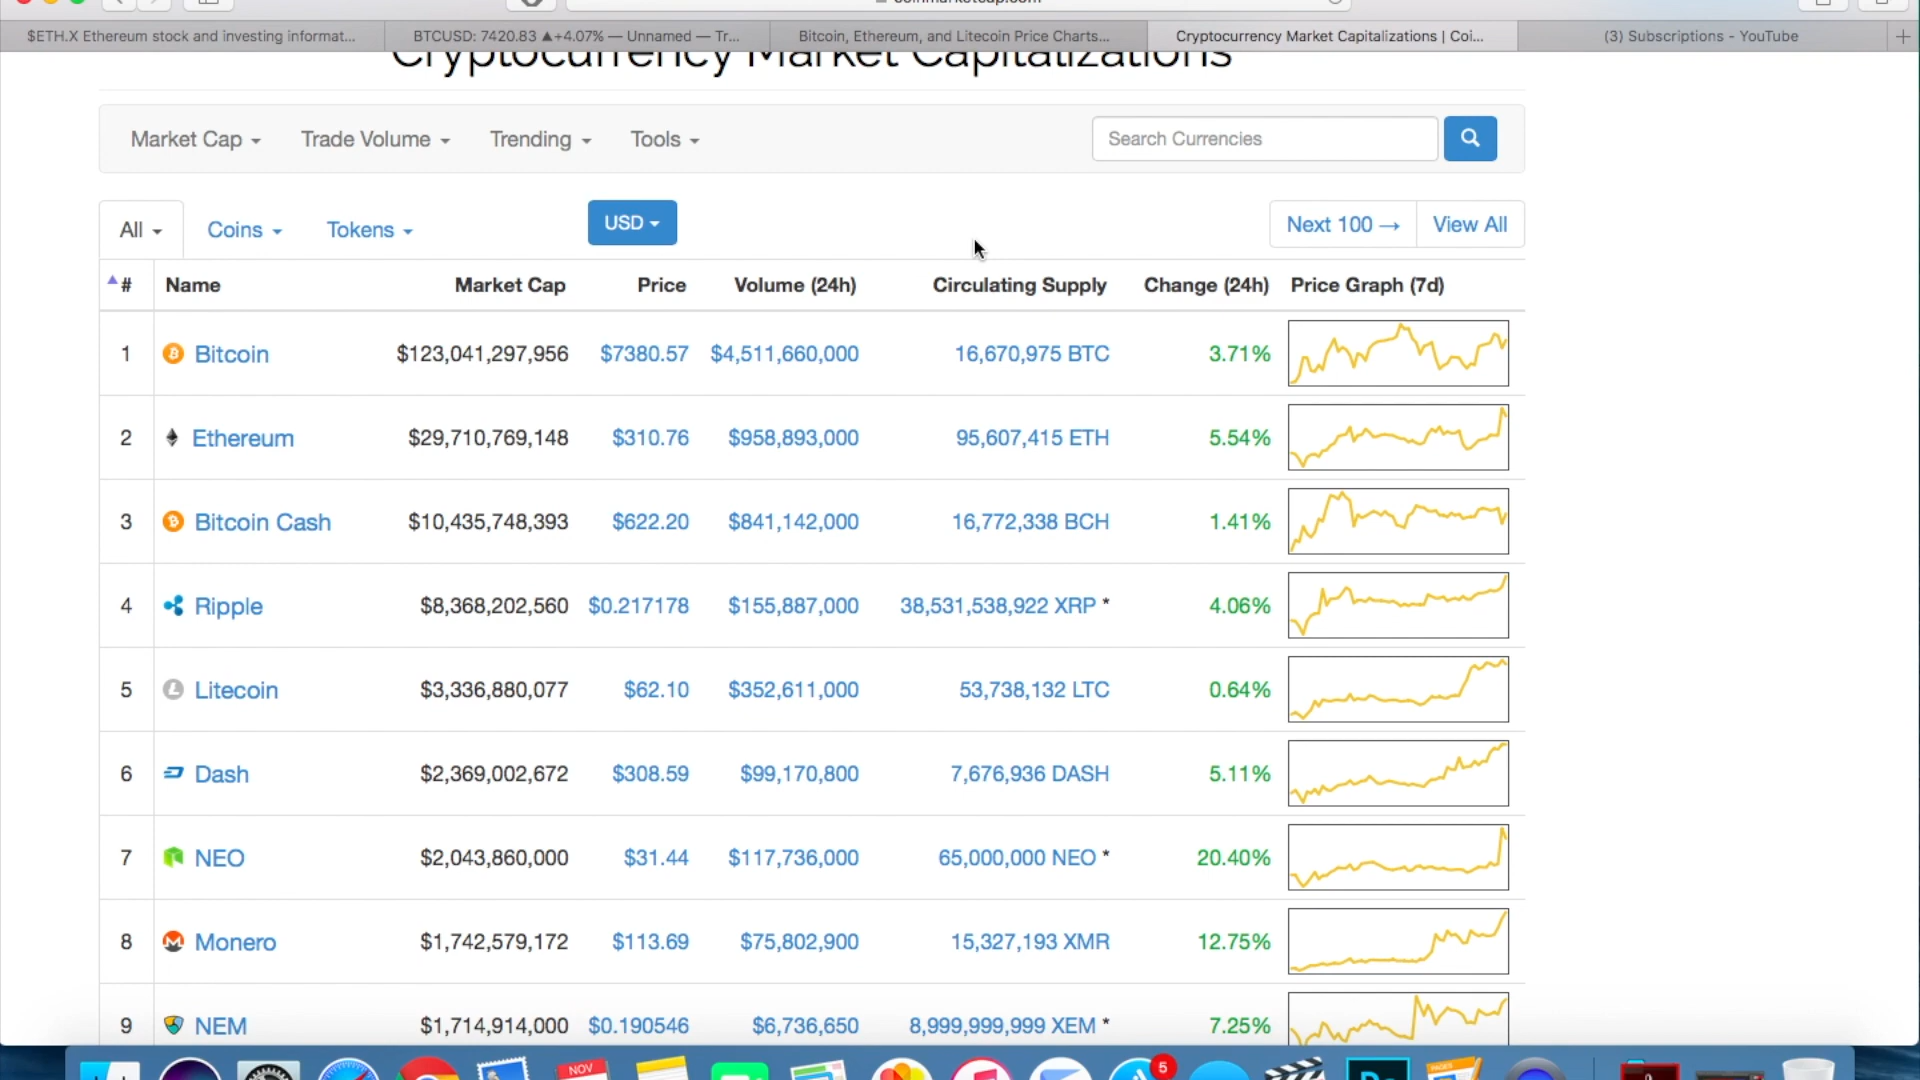 coinmarketcap.com
$ETH.X Ethereum stock and investing informat... BTCUSD: 7420.83 ▲+4.07% — Unnamed — Tr... Bitcoin, Ethereum, and Litecoin Price Charts... Cryptocurrency Market Capitalizations | Coi... (3) Subscriptions - YouTube
Cryptocurrency Market Capitalizations
Market Cap Trade Volume Trending Tools Search Currencies
All Coins Tokens USD Next 100 → View All
# Name Market Cap Price Volume (24h) Circulating Supply Change (24h) Price Graph (7d)
1 Bitcoin $123,041,297,956 $7380.57 $4,511,660,000 16,670,975 BTC 3.71%
2 Ethereum $29,710,769,148 $310.76 $958,893,000 95,607,415 ETH 5.54%
3 Bitcoin Cash $10,435,748,393 $622.20 $841,142,000 16,772,338 BCH 1.41%
4 Ripple $8,368,202,560 $0.217178 $155,887,000 38,531,538,922 XRP * 4.06%
5 Litecoin $3,336,880,077 $62.10 $352,611,000 53,738,132 LTC 0.64%
6 Dash $2,369,002,672 $308.59 $99,170,800 7,676,936 DASH 5.11%
7 NEO $2,043,860,000 $31.44 $117,736,000 65,000,000 NEO * 20.40%
8 Monero $1,742,579,172 $113.69 $75,802,900 15,327,193 XMR 12.75%
9 NEM $1,714,914,000 $0.190546 $6,736,650 8,999,999,999 XEM * 7.25%
NOV 5 PAGES